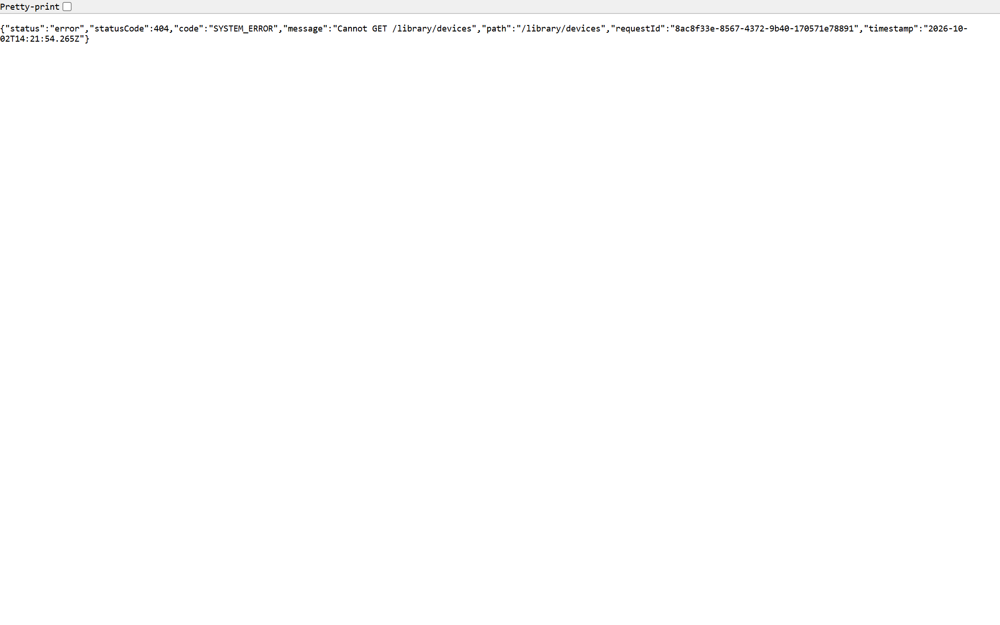 Pretty-print
{"status":"error","statusCode":404,"code":"SYSTEM_ERROR","message":"Cannot GET /library/devices","path":"/library/devices","requestId":"8ac8f33e-8567-4372-9b40-170571e78891","timestamp":"2026-10-
02T14:21:54.265Z"}